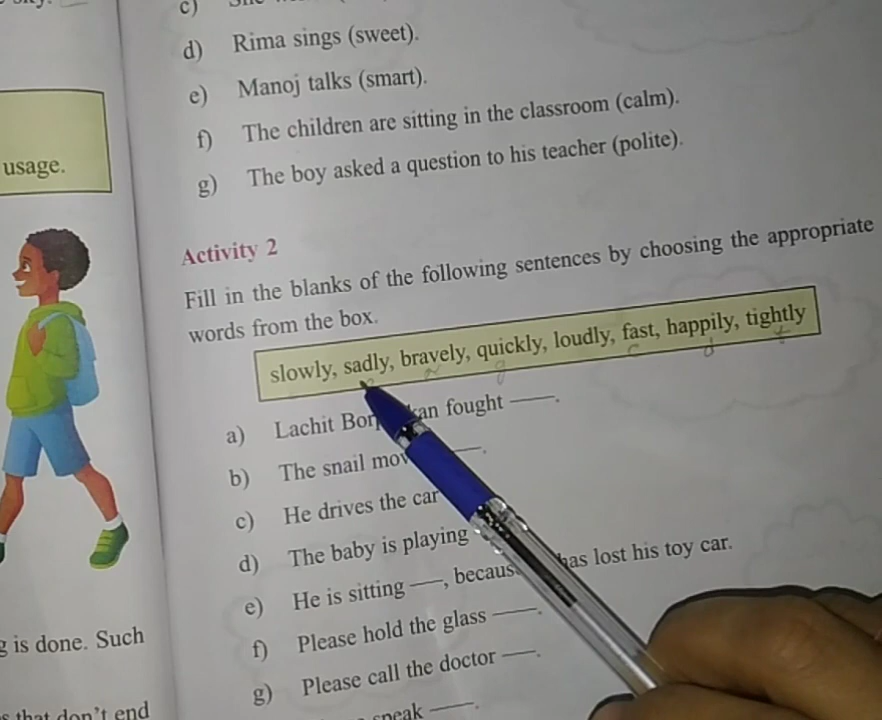 c)
d) Rima sings (sweet).
e) Manoj talks (smart).
f) The children are sitting in the classroom (calm).
g) The boy asked a question to his teacher (polite).
usage.
Activity 2
Fill in the blanks of the following sentences by choosing the appropriate
words from the box.
slowly, sadly, bravely, quickly, loudly, fast, happily, tightly
a) Lachit fought ——.
b) The snail ——.
c) He drives the car
d) The baby is playing
e) He is sitting ——, has lost his toy car.
f) Please hold the glass ——.
g) Please call the doctor ——.
speak ——.
is done. Such
that don't end